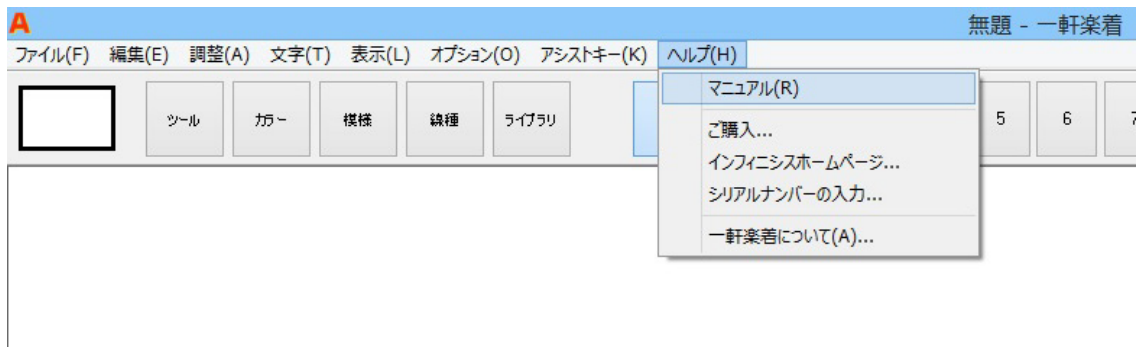 A
無題 - 一軒楽着
ファイル(F) 編集(E) 調整(A) 文字(T) 表示(L) オプション(O) アシストキー(K) ヘルプ(H)
ツール カラー 模様 線種 ライブラリ 5 6 7
マニュアル(R)
ご購入...
インフィニシスホームページ...
シリアルナンバーの入力...
一軒楽着について(A)...